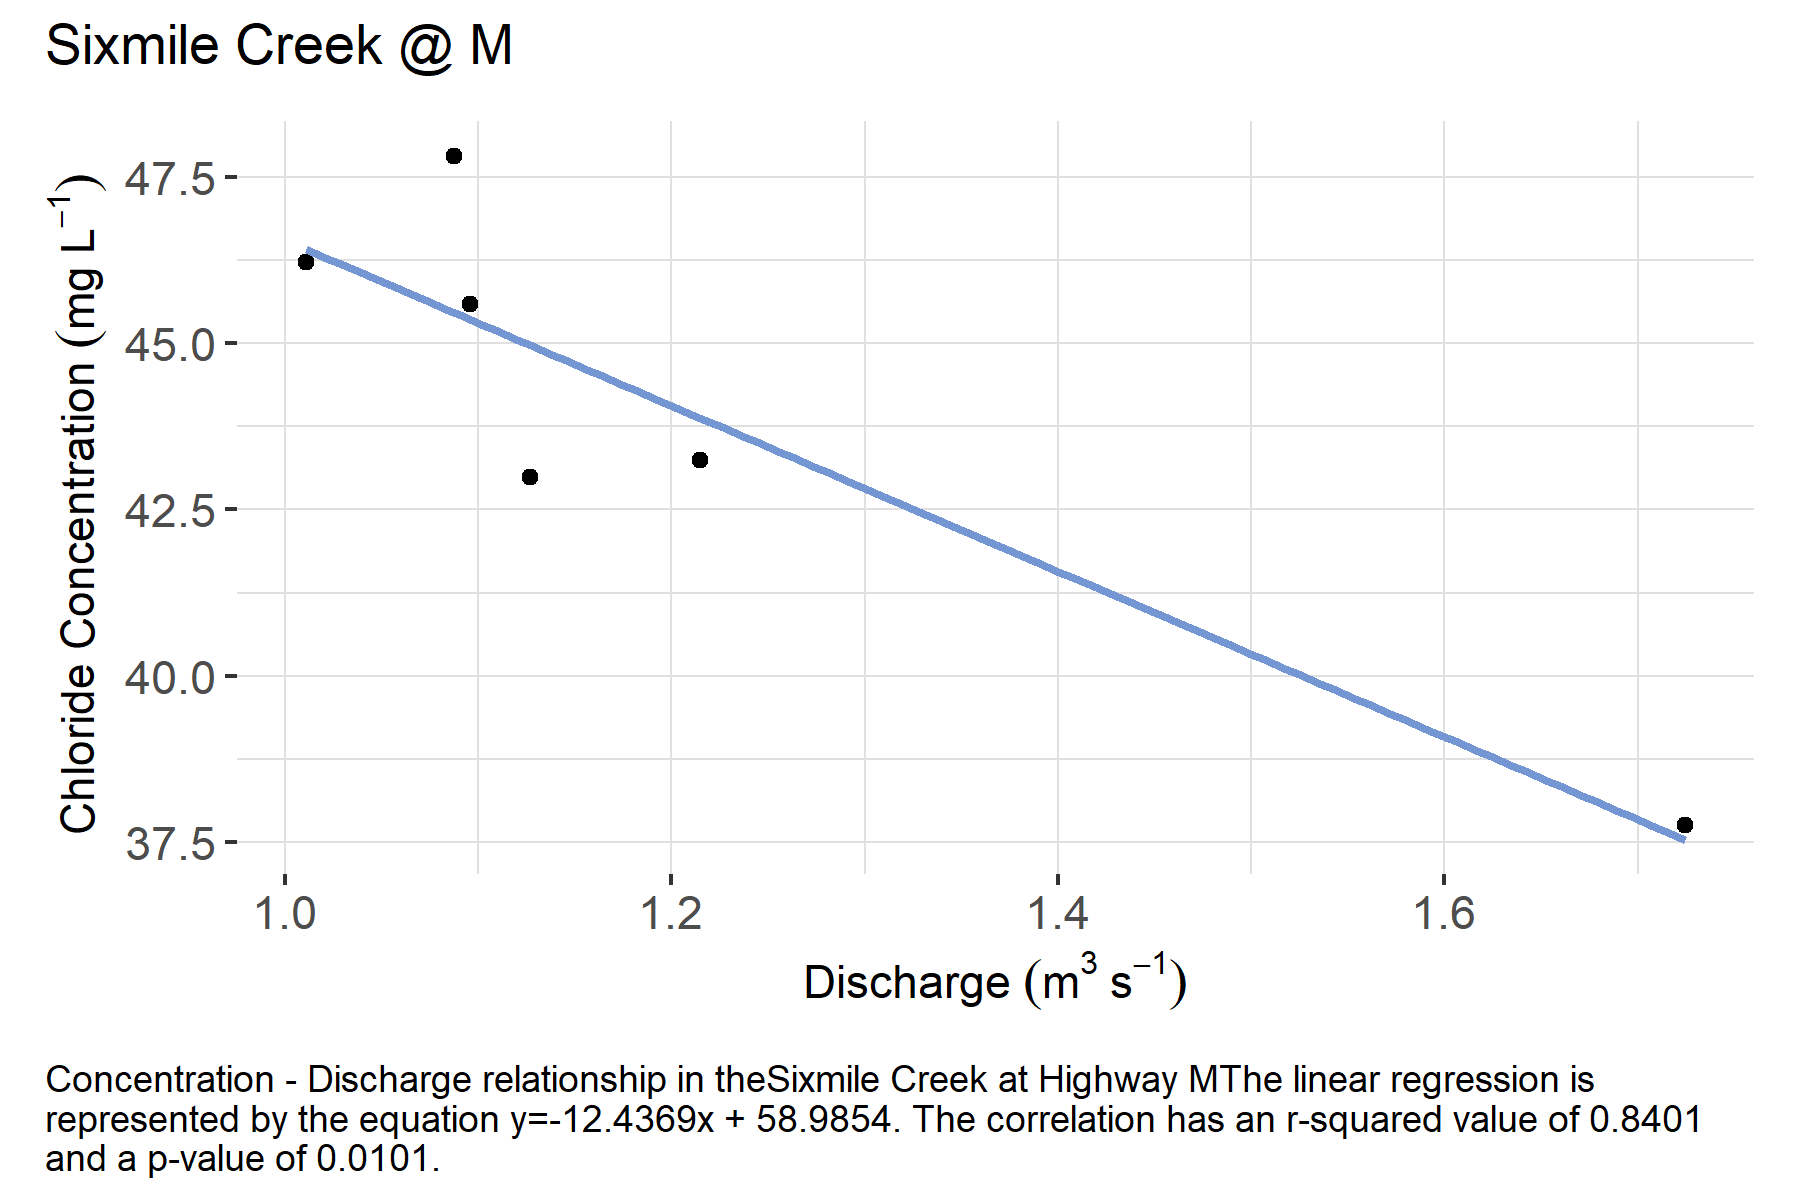 Sixmile Creek @ M
Chloride Concentration (mg L⁻¹)
47.5
45.0
42.5
40.0
37.5
1.0 1.2 1.4 1.6
Discharge (m³ s⁻¹)
Concentration - Discharge relationship in theSixmile Creek at Highway MThe linear regression is
represented by the equation y=-12.4369x + 58.9854. The correlation has an r-squared value of 0.8401
and a p-value of 0.0101.